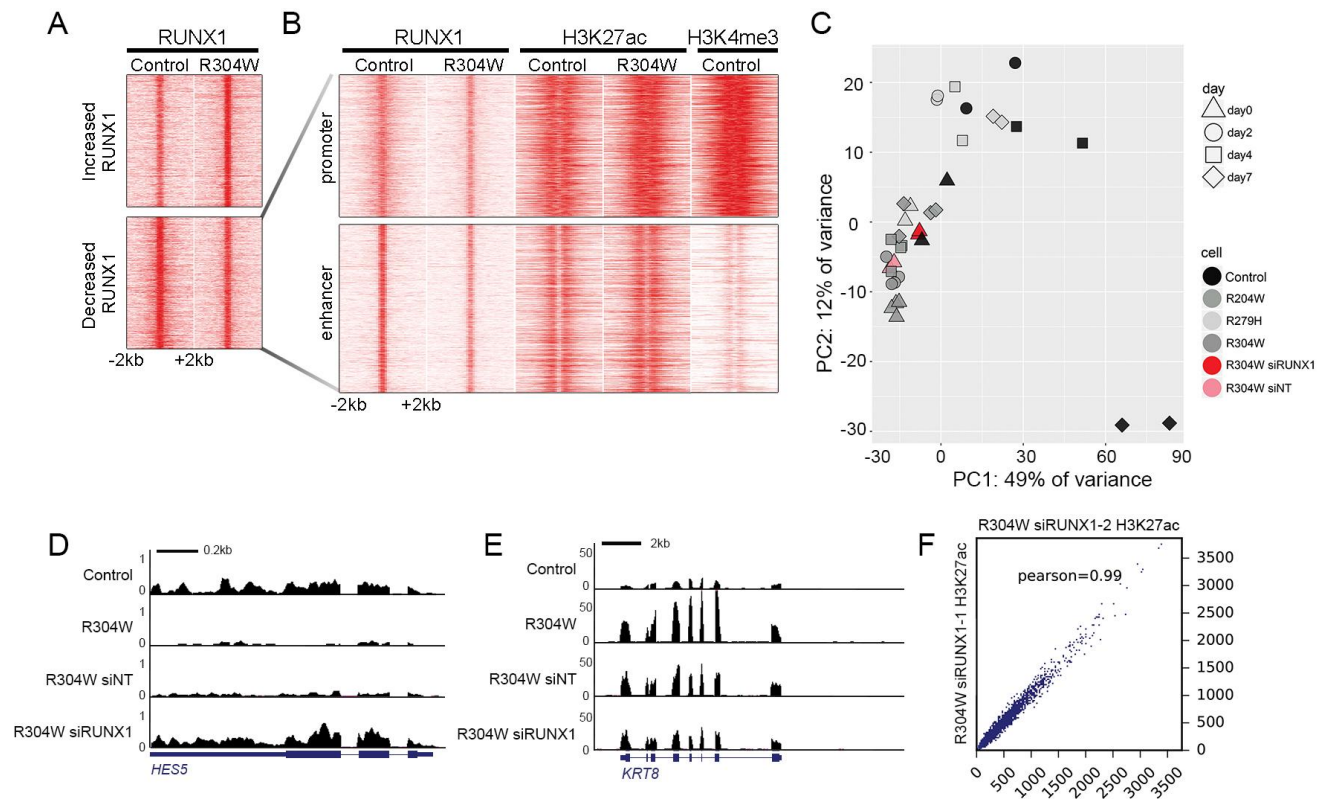 A
RUNX1
Control R304W
Increased
RUNX1
Decreased
RUNX1
-2kb +2kb
B
RUNX1 H3K27ac H3K4me3
Control R304W Control R304W Control
promoter
enhancer
-2kb +2kb
C
PC2: 12% of variance
20
10
0
-10
-20
-30
-30 0 30 60 90
PC1: 49% of variance
day
day0
day2
day4
day7
cell
Control
R204W
R279H
R304W
R304W siRUNX1
R304W siNT
D
0.2kb
Control 1 0
R304W 1 0
R304W siNT 1 0
R304W siRUNX1 1 0
HES5
E
2kb
Control 50 0
R304W 50 0
R304W siNT 50 0
R304W siRUNX1 50 0
KRT8
F
R304W siRUNX1-2 H3K27ac
R304W siRUNX1-1 H3K27ac
pearson=0.99
3500
3000
2500
2000
1500
1000
500
0
0 500 1000 1500 2000 2500 3000 3500